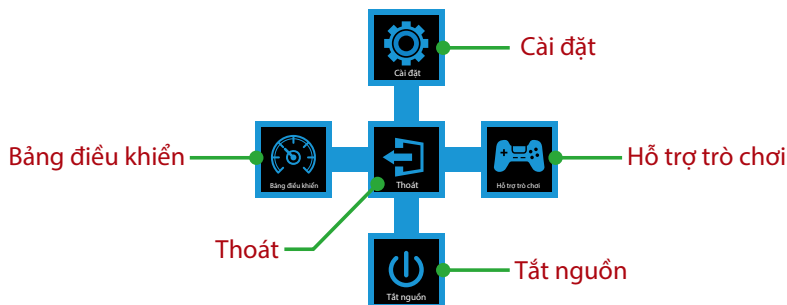 Cài đặt
Cài đặt
Bảng điều khiển
Bảng điều khiển
Thoát
Hỗ trợ trò chơi
Hỗ trợ trò chơi
Thoát
Tắt nguồn
Tắt nguồn